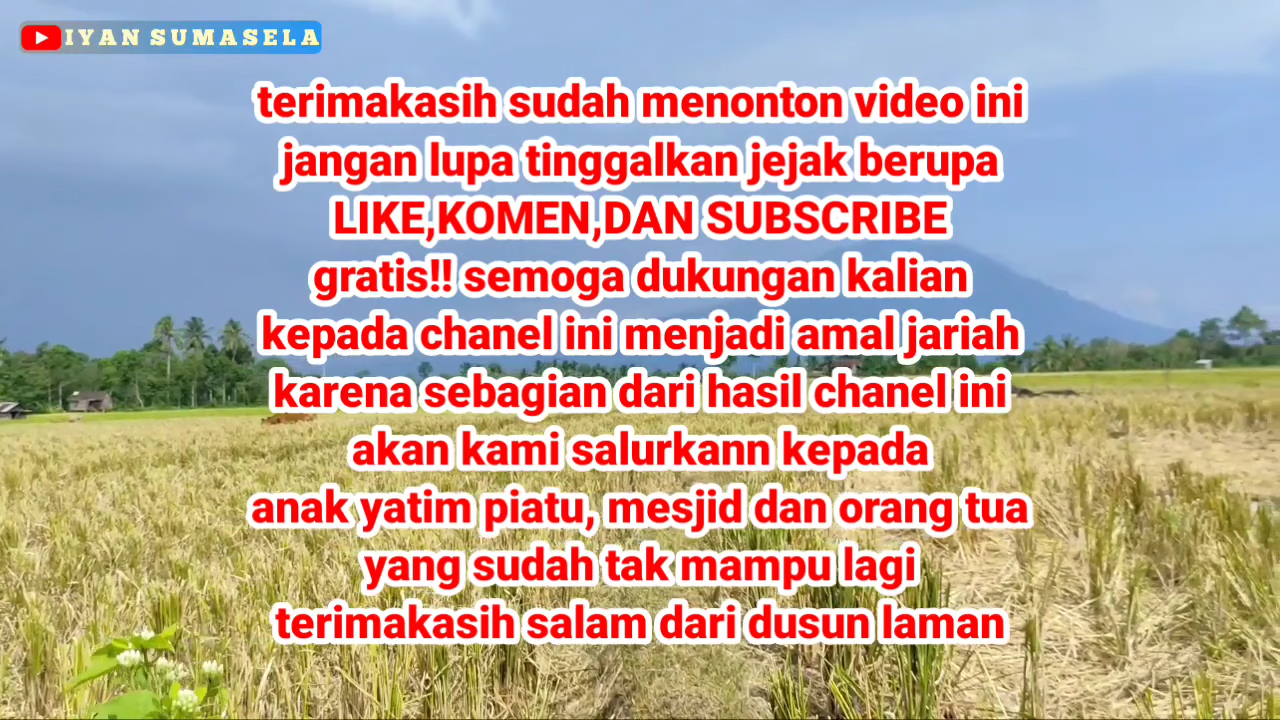 IYAN SUMASELA
terimakasih sudah menonton video ini
jangan lupa tinggalkan jejak berupa
LIKE,KOMEN,DAN SUBSCRIBE
gratis!! semoga dukungan kalian
kepada chanel ini menjadi amal jariah
karena sebagian dari hasil chanel ini
akan kami salurkann kepada
anak yatim piatu, mesjid dan orang tua
yang sudah tak mampu lagi
terimakasih salam dari dusun laman